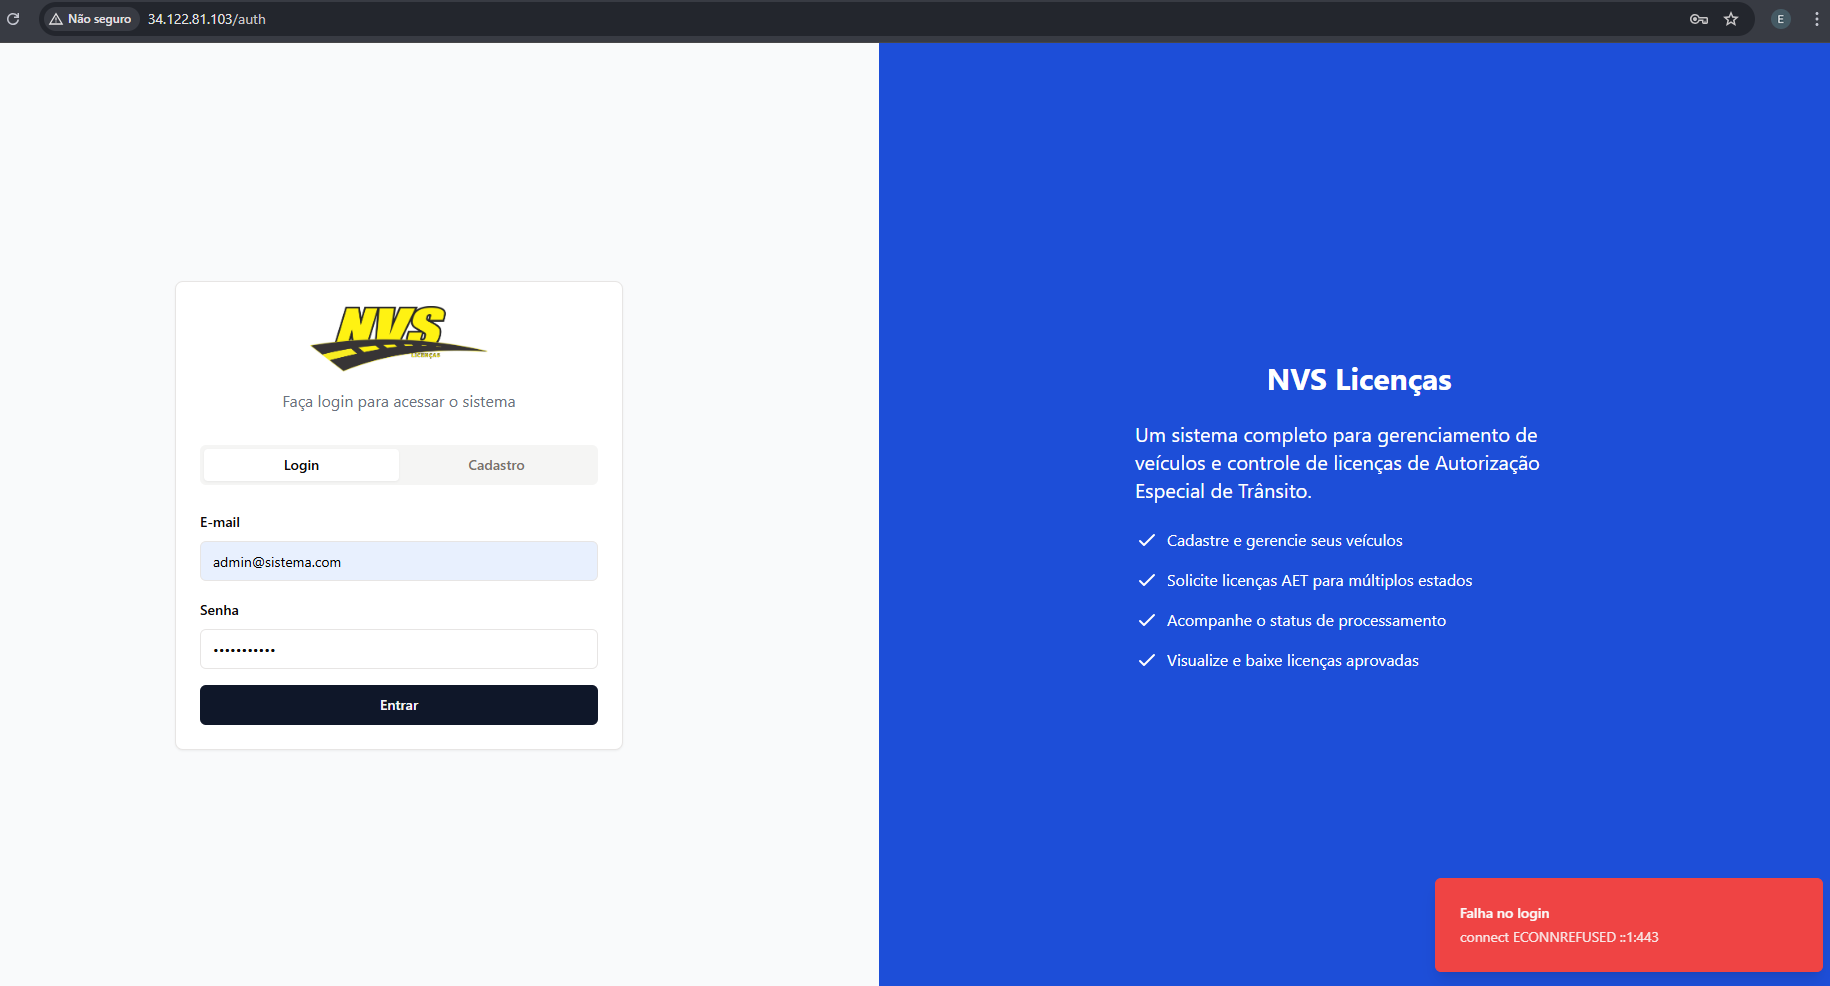 Não seguro
34.122.81.103/auth
E
NVS
LICENÇAS
Faça login para acessar o sistema
Login
Cadastro
E-mail
admin@sistema.com
Senha
•••••••••••
Entrar
NVS Licenças
Um sistema completo para gerenciamento de
veículos e controle de licenças de Autorização
Especial de Trânsito.
Cadastre e gerencie seus veículos
Solicite licenças AET para múltiplos estados
Acompanhe o status de processamento
Visualize e baixe licenças aprovadas
Falha no login
connect ECONNREFUSED ::1:443